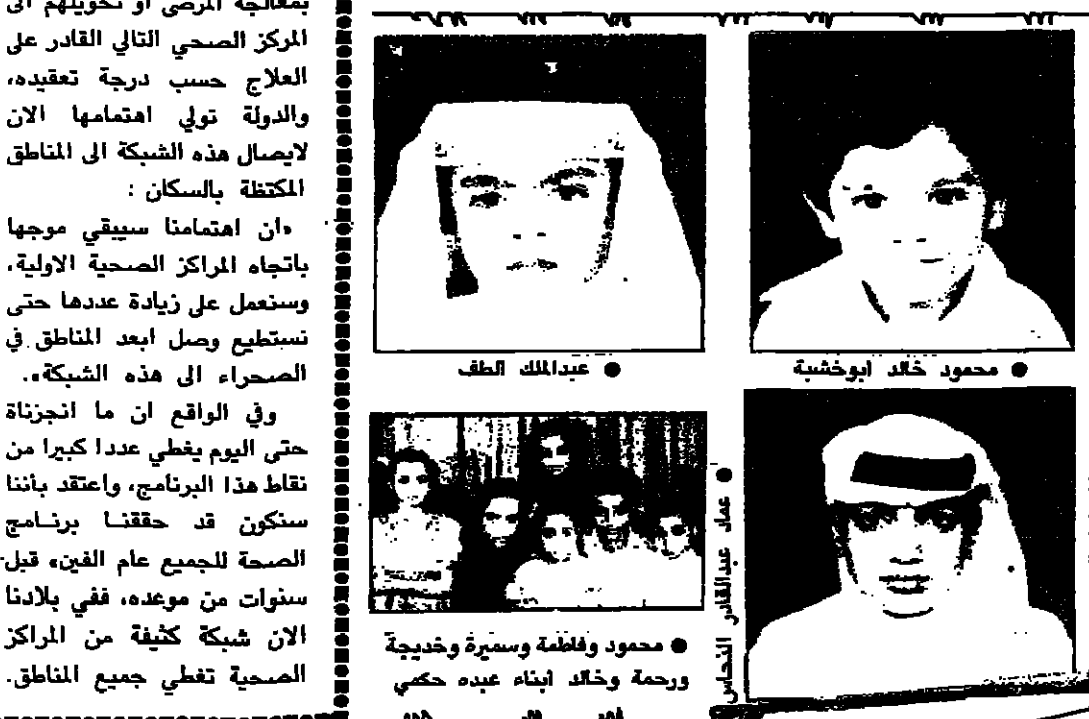 بمعالجة المرضى او تحويلهم الى
المركز الصحي التالي القادر على
العلاج حسب درجة تعقيده،
والدولة تولي اهتمامها الان
لايصال هذه الشبكة الى المناطق
المكتظة بالسكان :
«ان اهتمامنا سييقي موجها
باتجاه المراكز الصحية الاولية،
وسنعمل على زيادة عددها حتى
نستطيع وصل ابعد المناطق في
الصحراء الى هذه الشبكة».
وفي الواقع ان ما انجزناة
حتى اليوم يغطي عددا كبيرا من
نقاط هذا البرنامج، واعتقد بأننا
سنكون قد حققنا برنامج
الصحة للجميع عام الفين» قبل
سنوات من موعده، ففي بلادنا
الان شبكة كثيفة من المراكز
الصحية تغطي جميع المناطق.
● محمود خالد ابوخشبة
● عبدالملك الطف
● عماد عبدالقادر النحاس
● محمود وفاطمة وسميرة وخديجة
ورحمة وخالد ابناء عبده حكمي